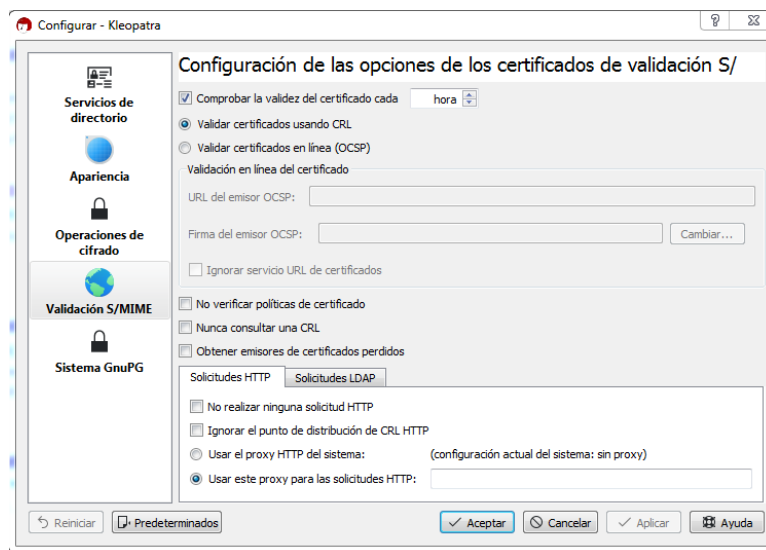 Configurar - Kleopatra
Configuración de las opciones de los certificados de validación S/
Servicios de
directorio
Apariencia
Operaciones de
cifrado
Validación S/MIME
Sistema GnuPG
Comprobar la validez del certificado cada hora
Validar certificados usando CRL
Validar certificados en línea (OCSP)
Validación en línea del certificado
URL del emisor OCSP:
Firma del emisor OCSP: Cambiar...
Ignorar servicio URL de certificados
No verificar políticas de certificado
Nunca consultar una CRL
Obtener emisores de certificados perdidos
Solicitudes HTTP Solicitudes LDAP
No realizar ninguna solicitud HTTP
Ignorar el punto de distribución de CRL HTTP
Usar el proxy HTTP del sistema: (configuración actual del sistema: sin proxy)
Usar este proxy para las solicitudes HTTP:
Reiniciar Predeterminados Aceptar Cancelar Aplicar Ayuda